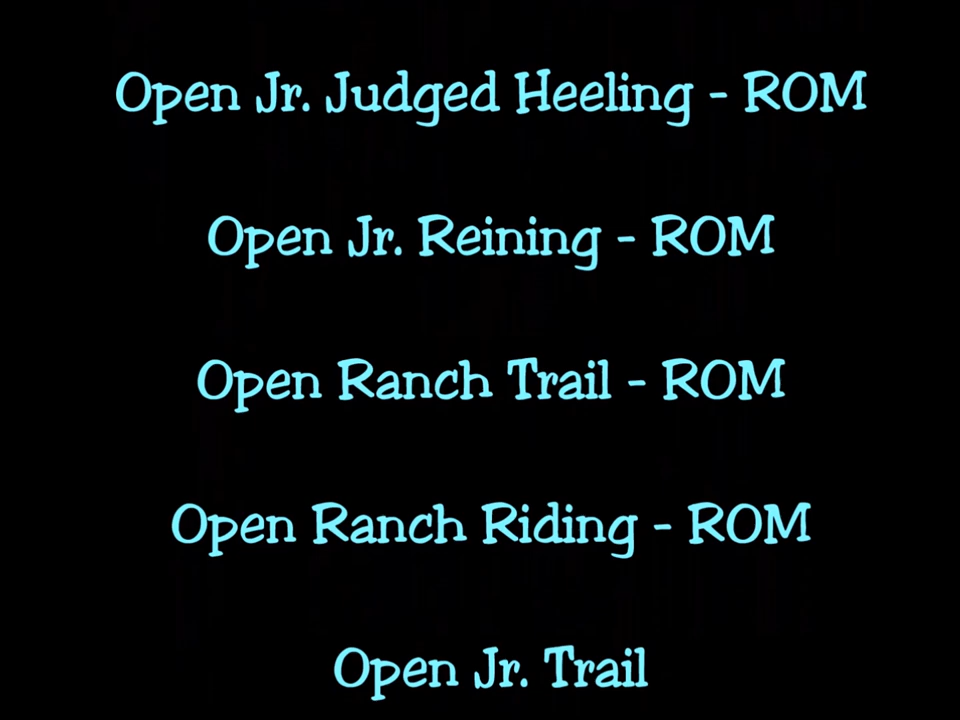 Open Jr. Judged Heeling - ROM
Open Jr. Reining - ROM
Open Ranch Trail - ROM
Open Ranch Riding - ROM
Open Jr. Trail